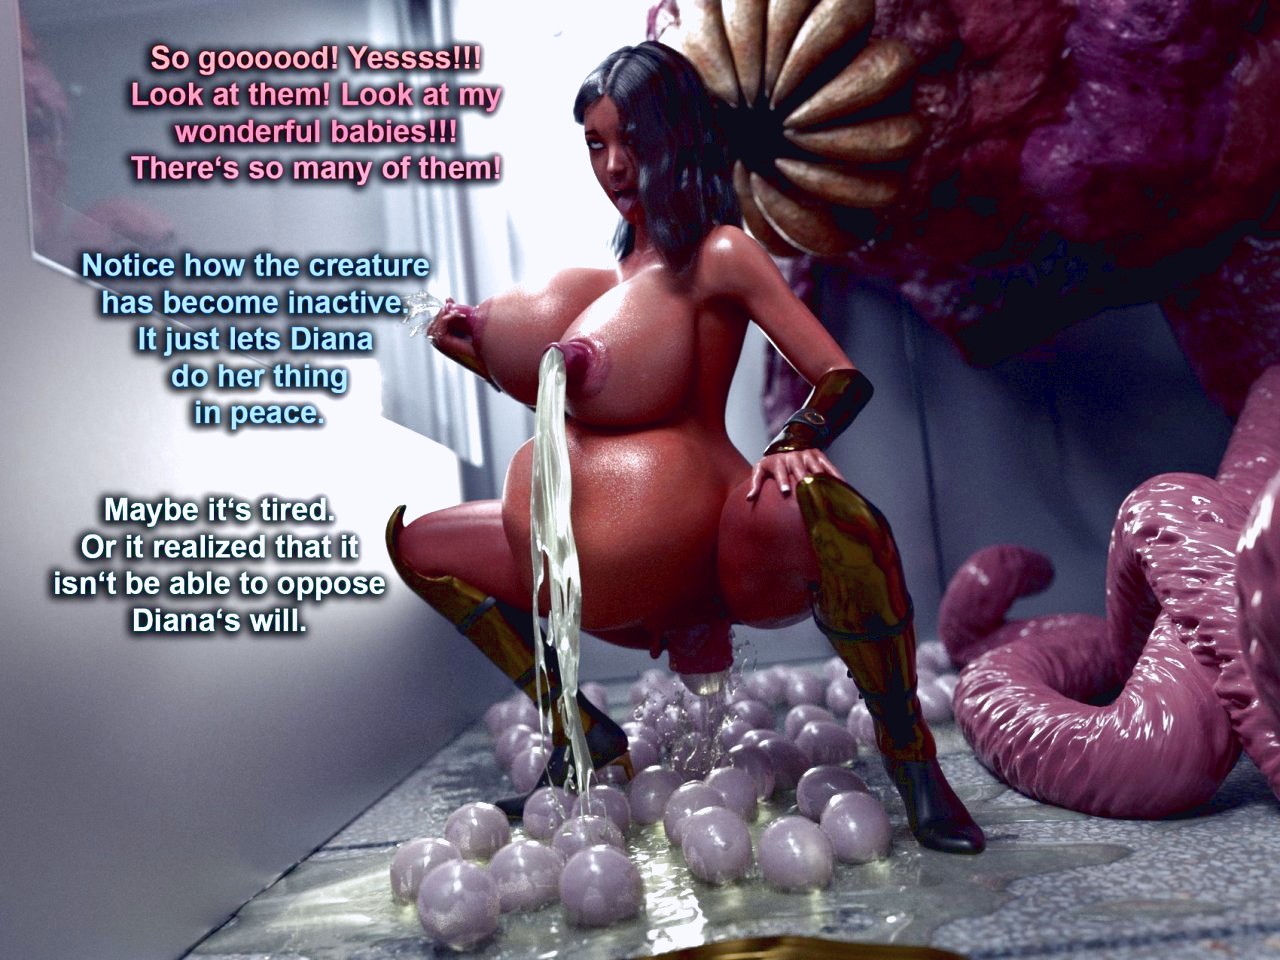 So goooood! Yessss!!!
Look at them! Look at my
wonderful babies!!!
There‘s so many of them!
Notice how the creature
has become inactive.
It just lets Diana
do her thing
in peace.
Maybe it‘s tired.
Or it realized that it
isn‘t be able to oppose
Diana‘s will.